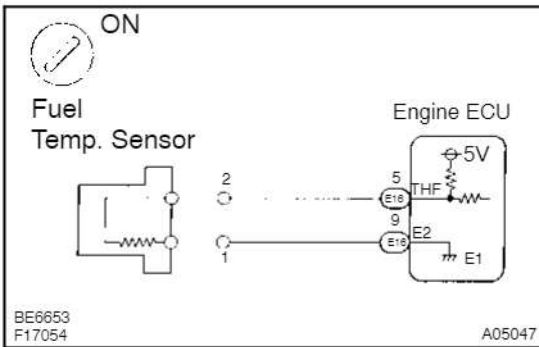 ON
Fuel
Temp. Sensor
Engine ECU
5V
2
5
THF
E16
9
E2
E16
1
E1
BE6653
F17054
A05047